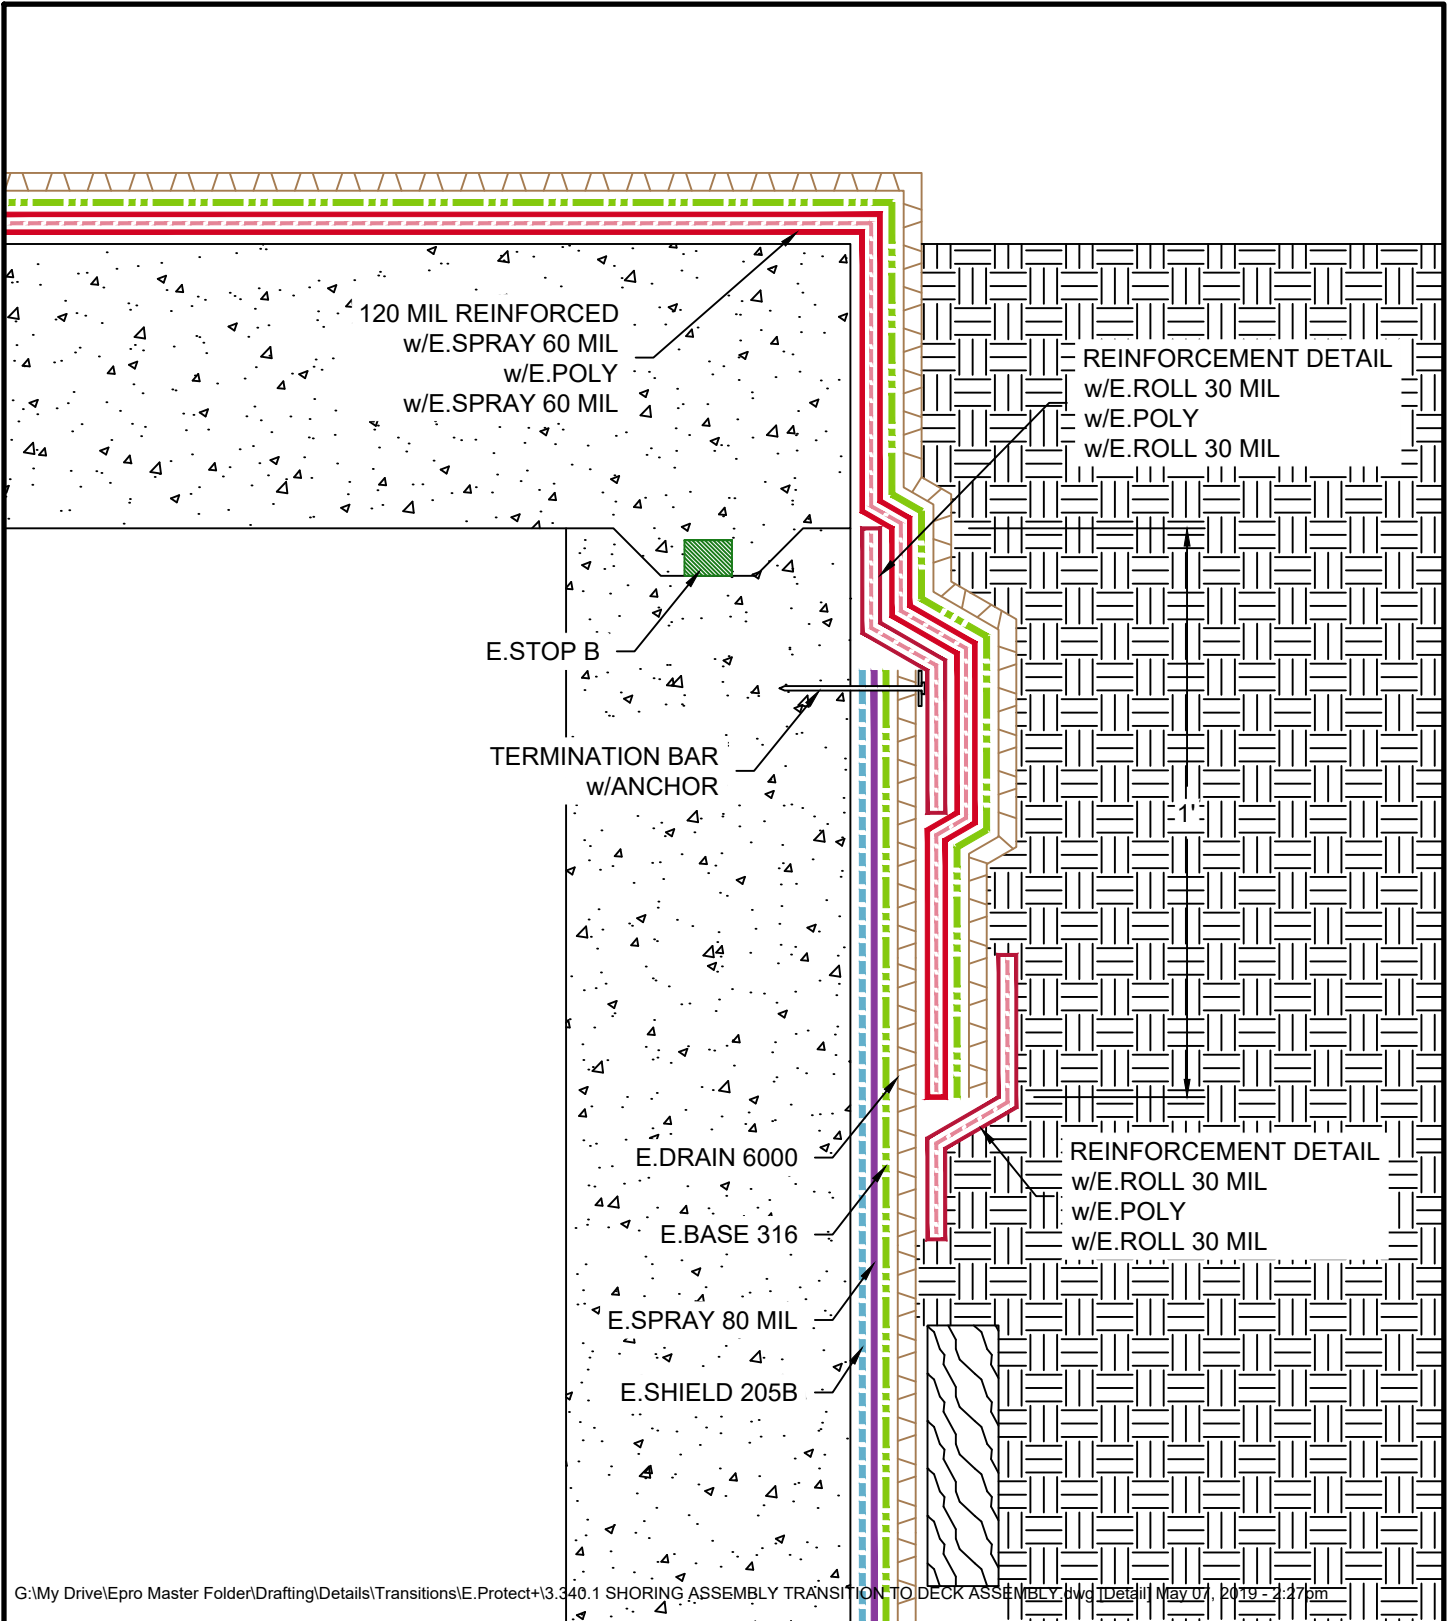 120 MIL REINFORCED
w/E.SPRAY 60 MIL
w/E.POLY
w/E.SPRAY 60 MIL
REINFORCEMENT DETAIL
w/E.ROLL 30 MIL
w/E.POLY
w/E.ROLL 30 MIL
E.STOP B
TERMINATION BAR
w/ANCHOR
1'
E.DRAIN 6000
E.BASE 316
E.SPRAY 80 MIL
E.SHIELD 205B
REINFORCEMENT DETAIL
w/E.ROLL 30 MIL
w/E.POLY
w/E.ROLL 30 MIL
G:\My Drive\Epro Master Folder\Drafting\Details\Transitions\E.Protect+\3.340.1 SHORING ASSEMBLY TRANSITION TO DECK ASSEMBLY.dwg [Detail] May 07, 2019 - 2:27pm